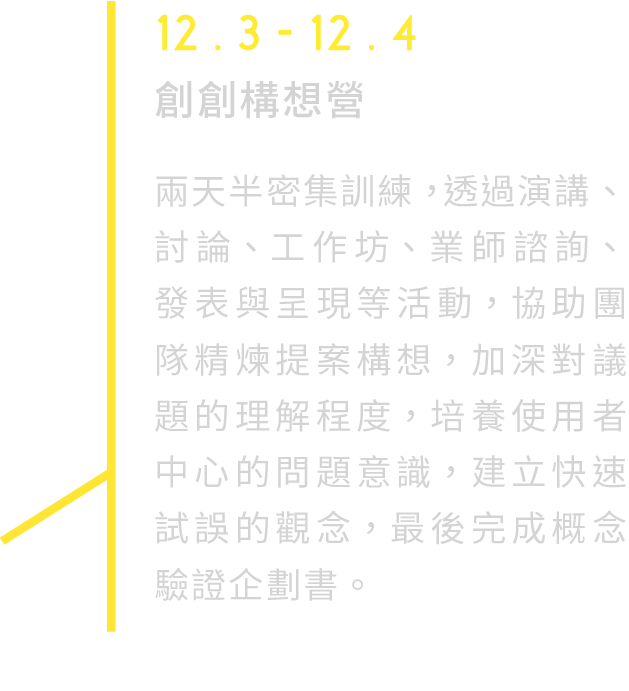 12 . 3 - 12 . 4
創創構想營
兩天半密集訓練，透過演講、
討論、工作坊、業師諮詢、
發表與呈現等活動，協助團
隊精煉提案構想，加深對議
題的理解程度，培養使用者
中心的問題意識，建立快速
試誤的觀念，最後完成概念
驗證企劃書。